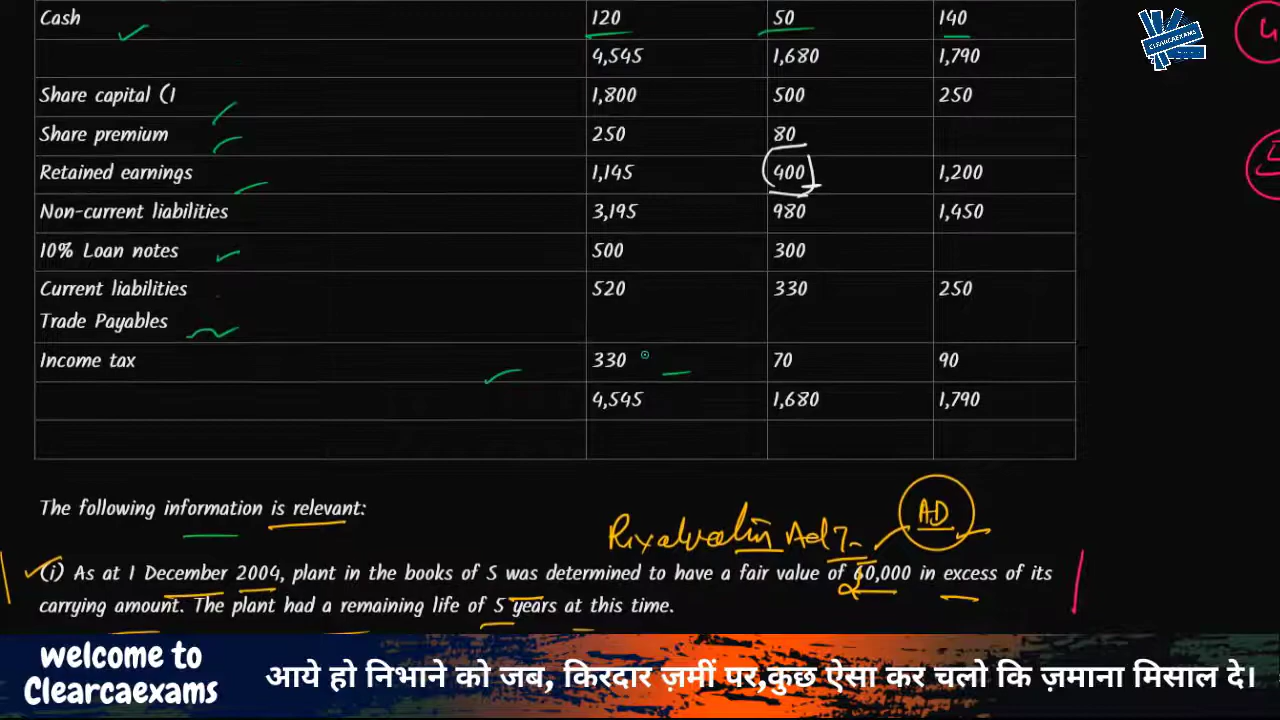 Cash 120 50 140
4,545 1,680 1,790
Share capital (1 1,800 500 250
Share premium 250 80
Retained earnings 1,145 400 1,200
Non-current liabilities 3,195 980 1,450
10% Loan notes 500 300
Current liabilities 520 330 250
Trade Payables
Income tax 330 70 90
4,545 1,680 1,790
The following information is relevant:
AD
(i) As at 1 December 2004, plant in the books of S was determined to have a fair value of 60,000 in excess of its
carrying amount. The plant had a remaining life of 5 years at this time.
CLEARCAEXAMS
welcome to
Clearcaexams
आये हो निभाने को जब, किरदार ज़मीं पर,कुछ ऐसा कर चलो कि ज़माना मिसाल दे।